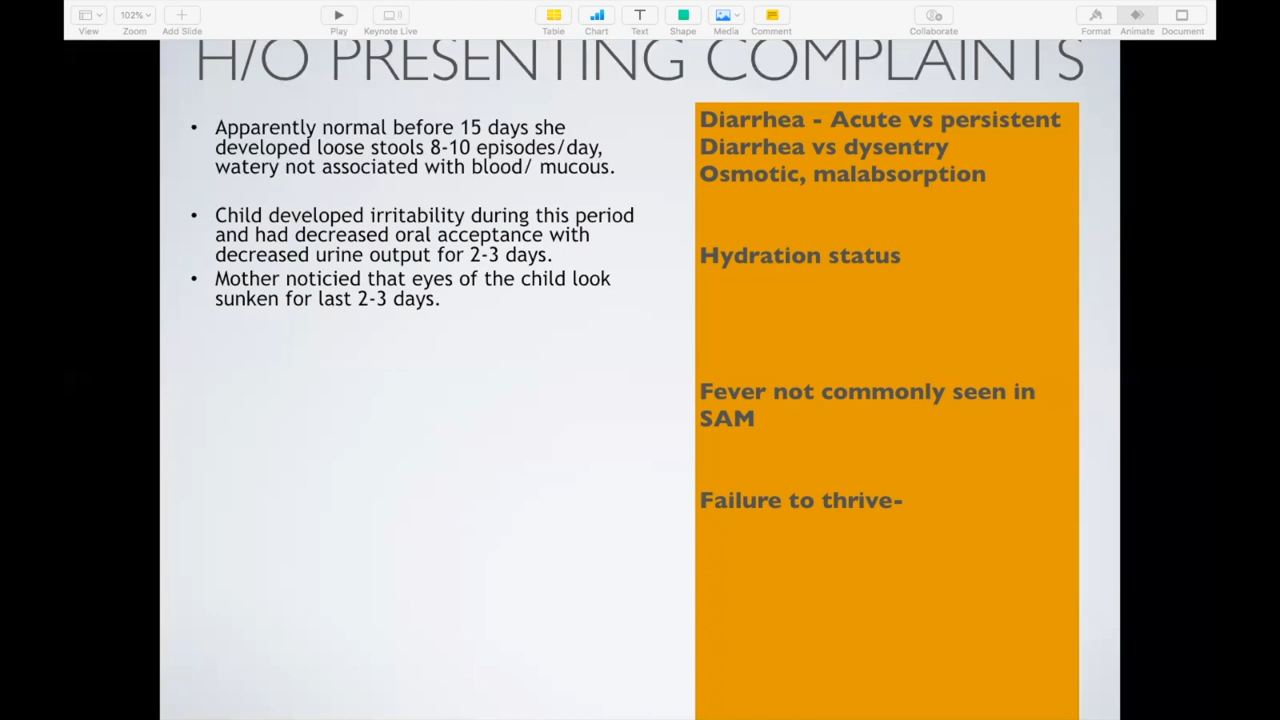 102%
View
Zoom
Add Slide
Play
Keynote Live
Table
Chart
Text
Shape
Media
Comment
Collaborate
Format
Animate
Document
H/O PRESENTING COMPLAINTS
• Apparently normal before 15 days she
developed loose stools 8-10 episodes/day,
watery not associated with blood/ mucous.
• Child developed irritability during this period
and had decreased oral acceptance with
decreased urine output for 2-3 days.
• Mother noticied that eyes of the child look
sunken for last 2-3 days.
Diarrhea - Acute vs persistent
Diarrhea vs dysentry
Osmotic, malabsorption
Hydration status
Fever not commonly seen in
SAM
Failure to thrive-